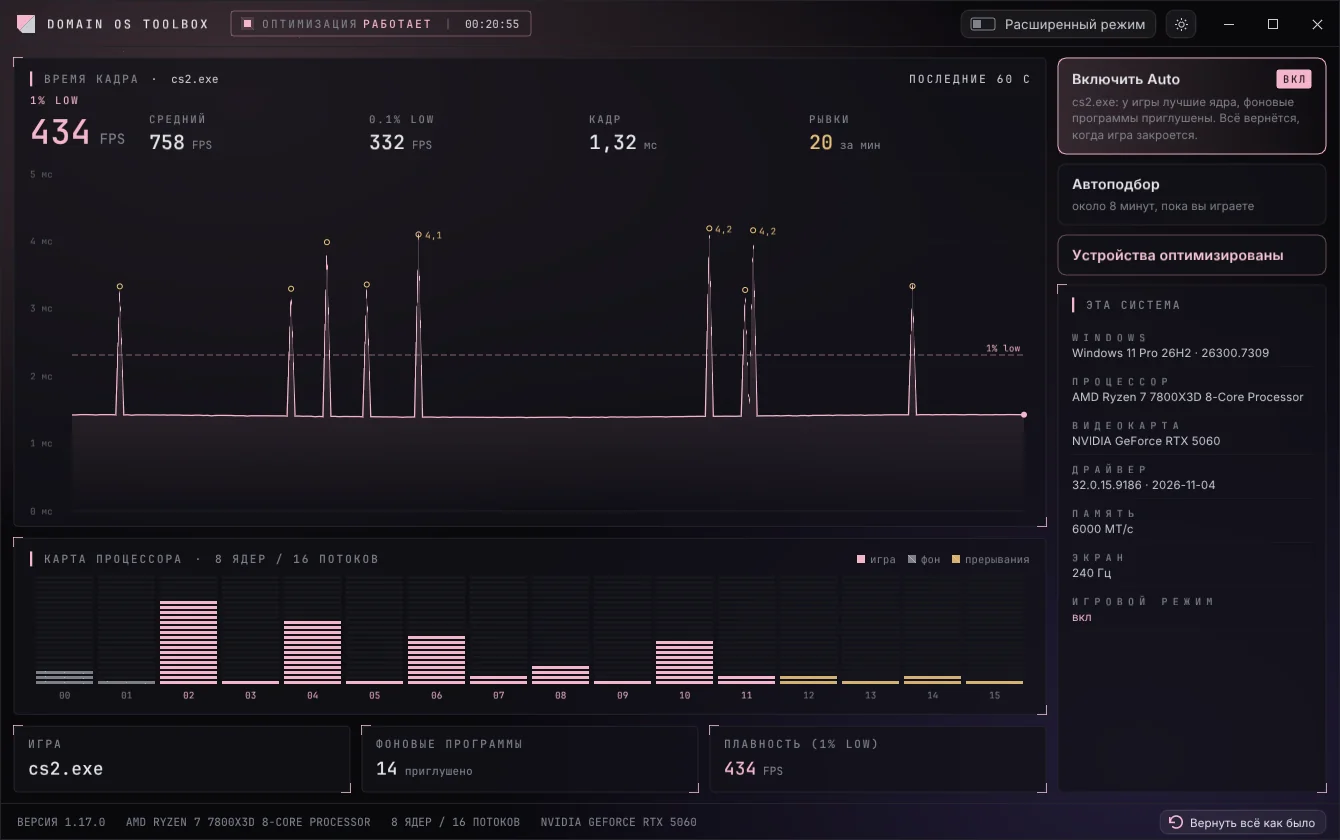 DOMAIN OS TOOLBOX
ОПТИМИЗАЦИЯ РАБОТАЕТ | 00:20:55
Расширенный режим
ВРЕМЯ КАДРА · cs2.exe
ПОСЛЕДНИЕ 60 С
1% LOW
434 FPS
СРЕДНИЙ
758 FPS
0.1% LOW
332 FPS
КАДР
1,32 мс
РЫВКИ
20 за мин
5 мс
4 мс
3 мс
2 мс
1 мс
0 мс
4,1
4,2
4,2
1% low
КАРТА ПРОЦЕССОРА · 8 ЯДЕР / 16 ПОТОКОВ
игра фон прерывания
00 01 02 03 04 05 06 07 08 09 10 11 12 13 14 15
ИГРА
cs2.exe
ФОНОВЫЕ ПРОГРАММЫ
14 приглушено
ПЛАВНОСТЬ (1% LOW)
434 FPS
Включить Auto
ВКЛ
cs2.exe: у игры лучшие ядра, фоновые
программы приглушены. Всё вернётся,
когда игра закроется.
Автоподбор
около 8 минут, пока вы играете
Устройства оптимизированы
ЭТА СИСТЕМА
WINDOWS
Windows 11 Pro 26H2 · 26300.7309
ПРОЦЕССОР
AMD Ryzen 7 7800X3D 8-Core Processor
ВИДЕОКАРТА
NVIDIA GeForce RTX 5060
ДРАЙВЕР
32.0.15.9186 · 2026-11-04
ПАМЯТЬ
6000 МТ/с
ЭКРАН
240 Гц
ИГРОВОЙ РЕЖИМ
вкл
ВЕРСИЯ 1.17.0 AMD RYZEN 7 7800X3D 8-CORE PROCESSOR 8 ЯДЕР / 16 ПОТОКОВ NVIDIA GEFORCE RTX 5060
Вернуть всё как было